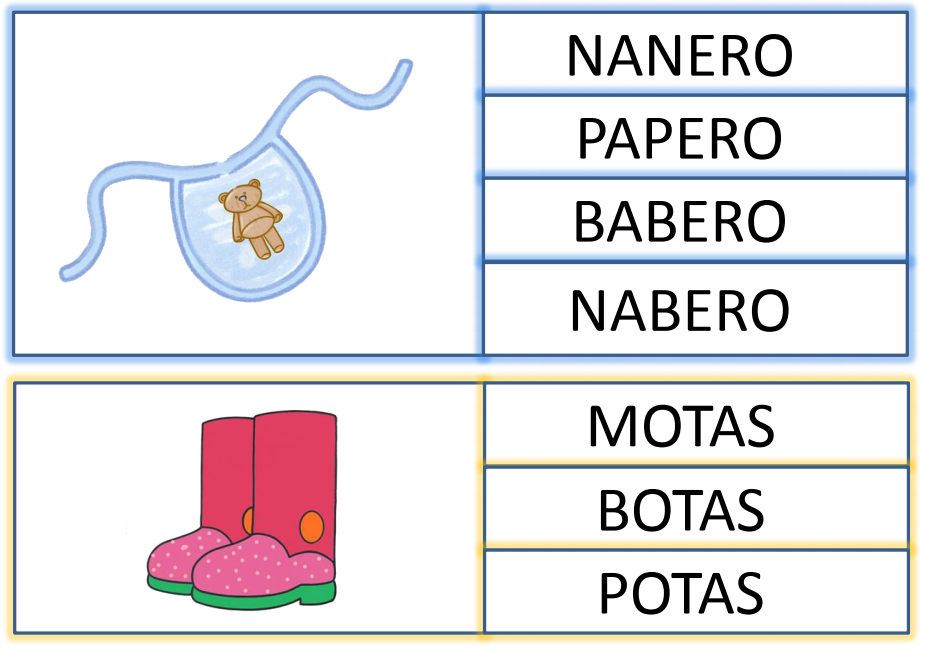 NANERO
PAPERO
BABERO
NABERO
MOTAS
BOTAS
POTAS